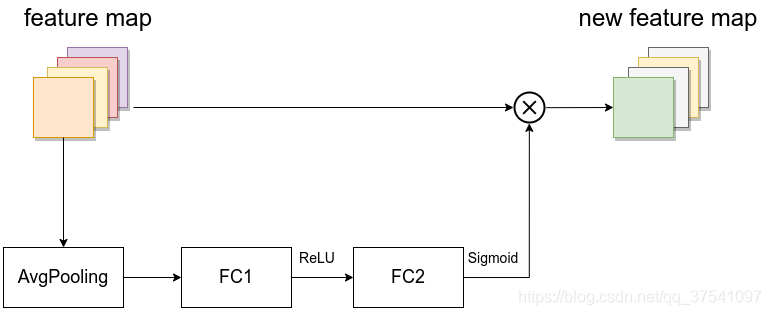 feature map
new feature map
AvgPooling
FC1
ReLU
FC2
Sigmoid
https://blog.csdn.net/qq_37541097